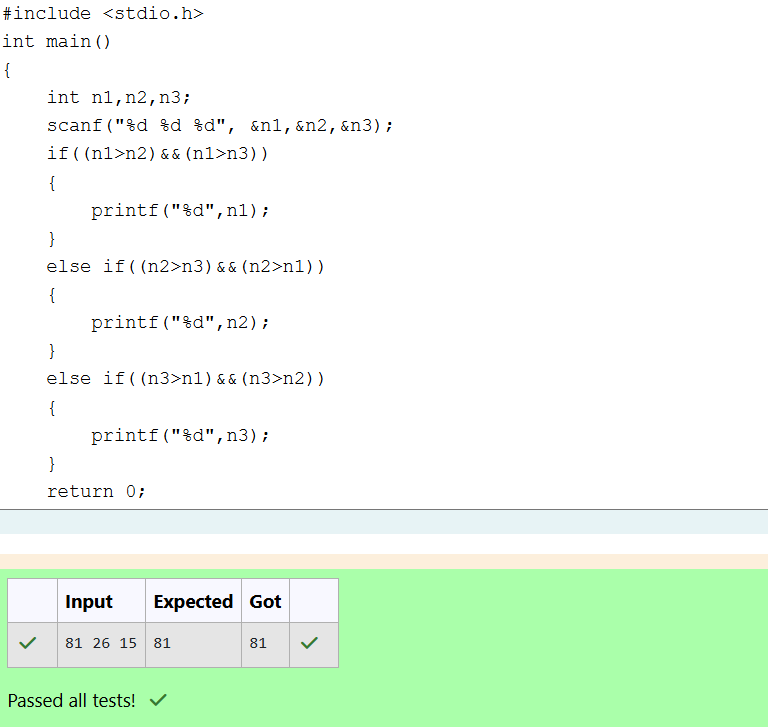 #include <stdio.h>
int main()
{
    int n1,n2,n3;
    scanf("%d %d %d", &n1,&n2,&n3);
    if((n1>n2)&&(n1>n3))
    {
        printf("%d",n1);
    }
    else if((n2>n3)&&(n2>n1))
    {
        printf("%d",n2);
    }
    else if((n3>n1)&&(n3>n2))
    {
        printf("%d",n3);
    }
    return 0;
Input Expected Got
81 26 15 81 81
Passed all tests!